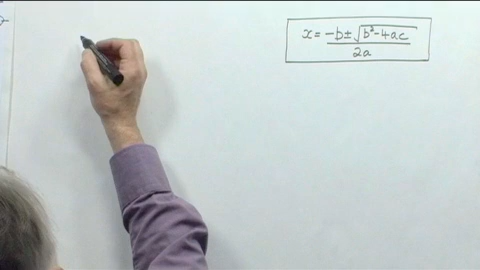 x = -b ± √b² - 4ac
2a